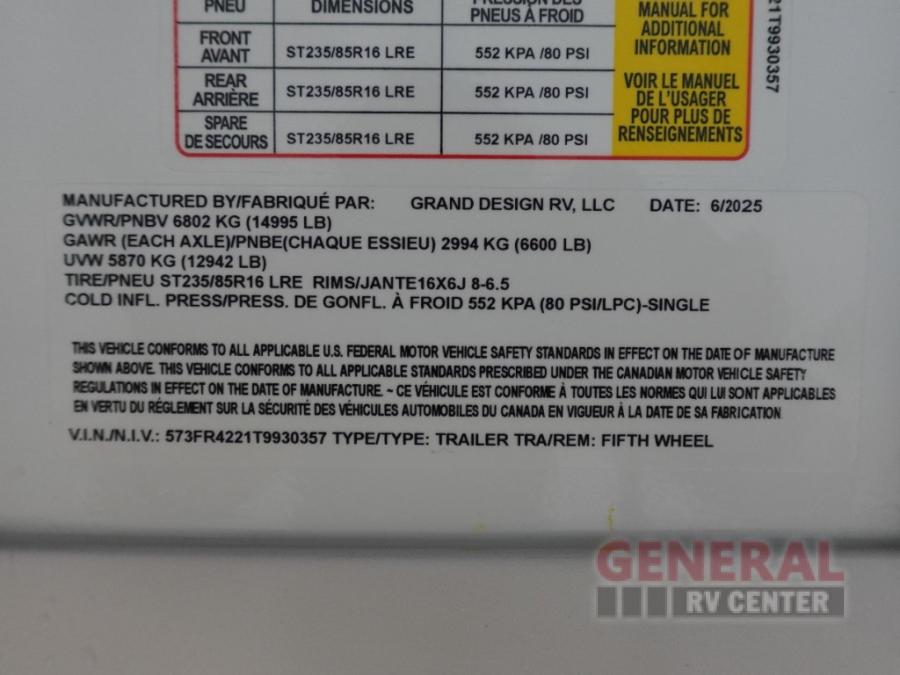 PNEU DIMENSIONS PRESSION DES
PNEUS À FROID
MANUAL FOR
ADDITIONAL
INFORMATION
FRONT
AVANT
ST235/85R16 LRE 552 KPA /80 PSI
REAR
ARRIÈRE
ST235/85R16 LRE 552 KPA /80 PSI
SPARE
DE SECOURS
ST235/85R16 LRE 552 KPA /80 PSI
VOIR LE MANUEL
DE L'USAGER
POUR PLUS DE
RENSEIGNEMENTS
21T9930357
MANUFACTURED BY/FABRIQUÉ PAR: GRAND DESIGN RV, LLC DATE: 6/2025
GVWR/PNBV 6802 KG (14995 LB)
GAWR (EACH AXLE)/PNBE(CHAQUE ESSIEU) 2994 KG (6600 LB)
UVW 5870 KG (12942 LB)
TIRE/PNEU ST235/85R16 LRE RIMS/JANTE16X6J 8-6.5
COLD INFL. PRESS/PRESS. DE GONFL. À FROID 552 KPA (80 PSI/LPC)-SINGLE
THIS VEHICLE CONFORMS TO ALL APPLICABLE U.S. FEDERAL MOTOR VEHICLE SAFETY STANDARDS IN EFFECT ON THE DATE OF MANUFACTURE
SHOWN ABOVE. THIS VEHICLE CONFORMS TO ALL APPLICABLE STANDARDS PRESCRIBED UNDER THE CANADIAN MOTOR VEHICLE SAFETY
REGULATIONS IN EFFECT ON THE DATE OF MANUFACTURE. ~ CE VÉHICULE EST CONFORME À TOUTES LES NORMES QUI LUI SONT APPLICABLES
EN VERTU DU RÉGLEMENT SUR LA SÉCURITÉ DES VÉHICULES AUTOMOBILES DU CANADA EN VIGUEUR À LA DATE DE SA FABRICATION
V.I.N./N.I.V.: 573FR4221T9930357 TYPE/TYPE: TRAILER TRA/REM: FIFTH WHEEL
GENERAL
RV CENTER